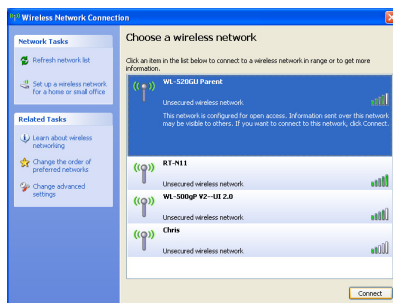 Wireless Network Connection
Network Tasks
Refresh network list
Set up a wireless network
for a home or small office
Related Tasks
Learn about wireless
networking
Change the order of
preferred networks
Change advanced
settings
Choose a wireless network
Click an item in the list below to connect to a wireless network in range or to get more
information.
WL-520GU Parent
Unsecured wireless network
This network is configured for open access. Information sent over this network
may be visible to others. If you want to connect to this network, click Connect.
RT-N11
Unsecured wireless network
WL-500gP V2--UI 2.0
Unsecured wireless network
Chris
Unsecured wireless network
Connect